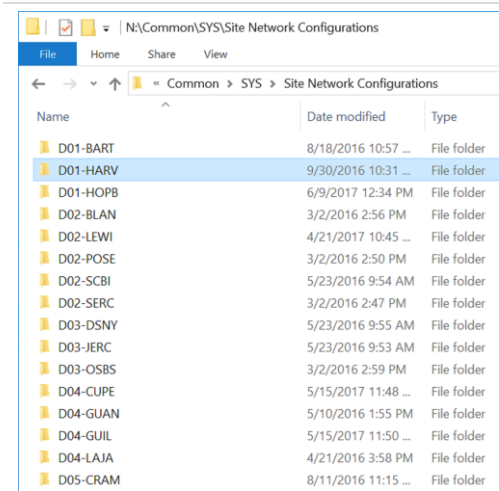 N:\Common\SYS\Site Network Configurations
File Home Share View
« Common > SYS > Site Network Configurations
Name Date modified Type
D01-BART 8/18/2016 10:57 ... File folder
D01-HARV 9/30/2016 10:31 ... File folder
D01-HOPB 6/9/2017 12:34 PM File folder
D02-BLAN 3/2/2016 2:56 PM File folder
D02-LEWI 4/21/2017 10:45 ... File folder
D02-POSE 3/2/2016 2:50 PM File folder
D02-SCBI 5/23/2016 9:54 AM File folder
D02-SERC 3/2/2016 2:47 PM File folder
D03-DSNY 5/23/2016 9:55 AM File folder
D03-JERC 5/23/2016 9:53 AM File folder
D03-OSBS 3/2/2016 2:59 PM File folder
D04-CUPE 5/15/2017 11:48 ... File folder
D04-GUAN 5/10/2016 1:55 PM File folder
D04-GUIL 5/15/2017 11:50 ... File folder
D04-LAJA 4/21/2016 3:58 PM File folder
D05-CRAM 8/11/2016 11:15 ... File folder